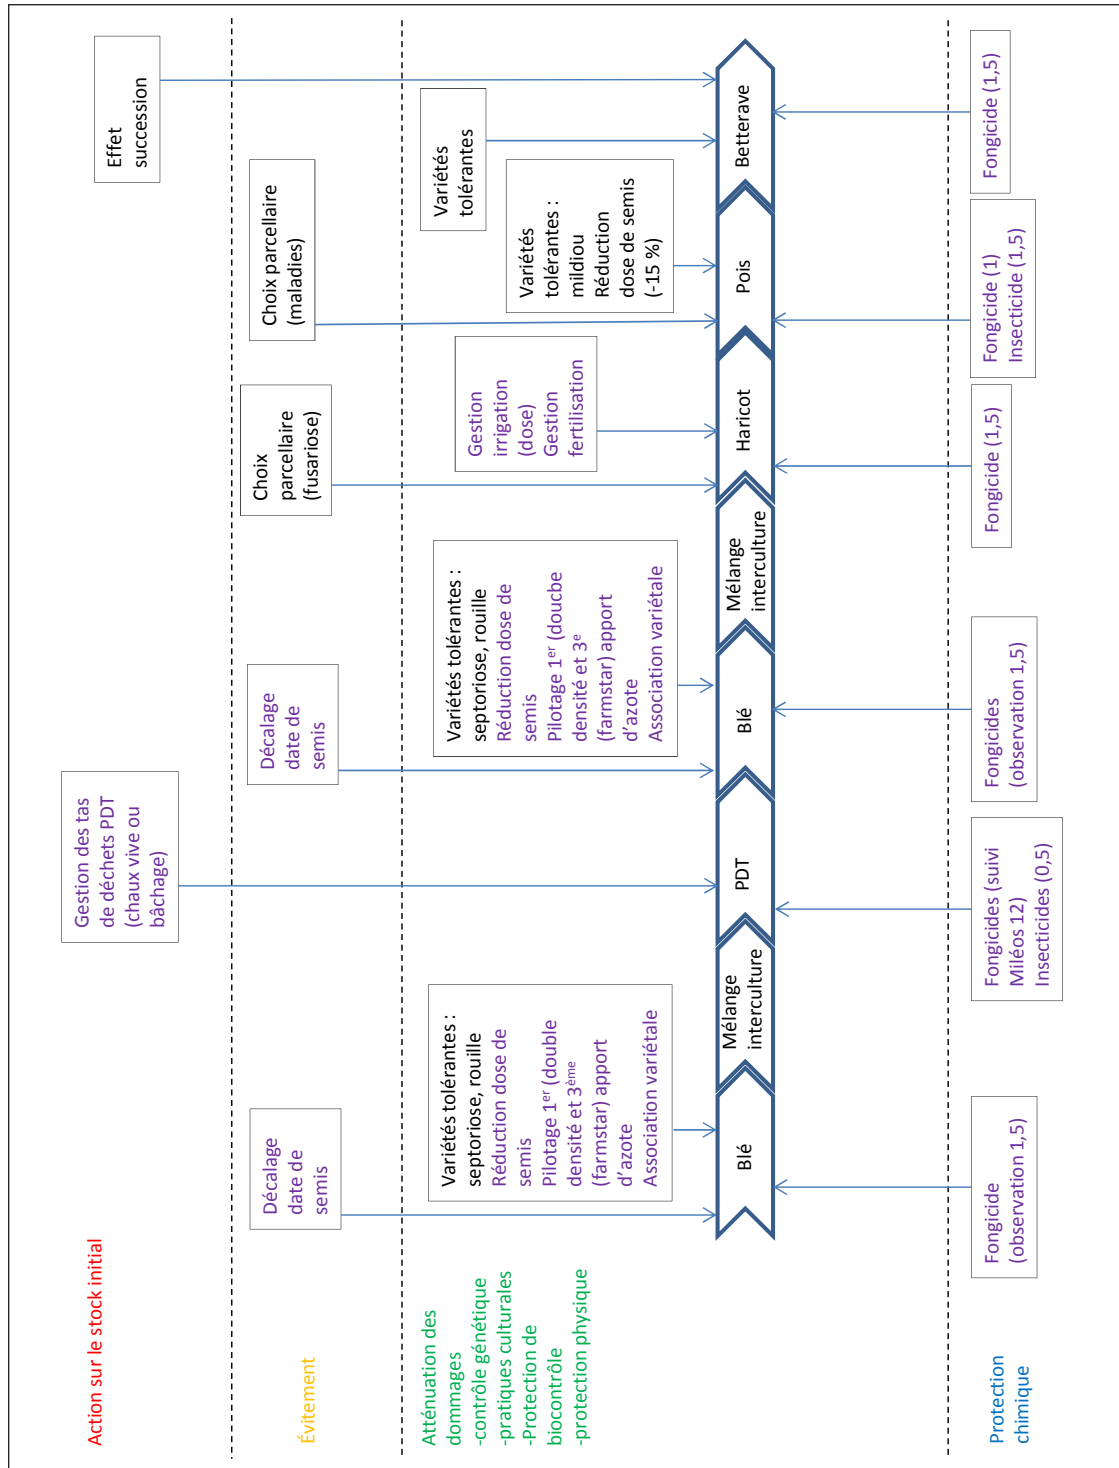 Action sur le stock initial
Gestion des tas
de déchets PDT
(chaux vive ou
bâchage)
Effet
succession
Évitement
Décalage
date de
semis
Décalage
date de
semis
Choix
parcellaire
(fusariose)
Choix parcellaire
(maladies)
Atténuation des
dommages
-contrôle génétique
-pratiques culturales
-Protection de
biocontrôle
-protection physique
Variétés tolérantes :
septoriose, rouille
Réduction dose de
semis
Pilotage 1er (double
densité et 3ème
(farmstar) apport
d'azote
Association variétale
Variétés tolérantes :
septoriose, rouille
Réduction dose de
semis
Pilotage 1er (doucbe
densité et 3e
(farmstar) apport
d'azote
Association variétale
Gestion
irrigation
(dose)
Gestion
fertilisation
Variétés
tolérantes :
mildiou
Réduction
dose de semis
(-15 %)
Variétés
tolérantes
Blé
Mélange
interculture
PDT
Blé
Mélange
interculture
Haricot
Pois
Betterave
Protection
chimique
Fongicide
(observation 1,5)
Fongicides (suivi
Miléos 12)
Insecticides (0,5)
Fongicides
(observation 1,5)
Fongicide (1,5)
Fongicide (1)
Insecticide (1,5)
Fongicide (1,5)